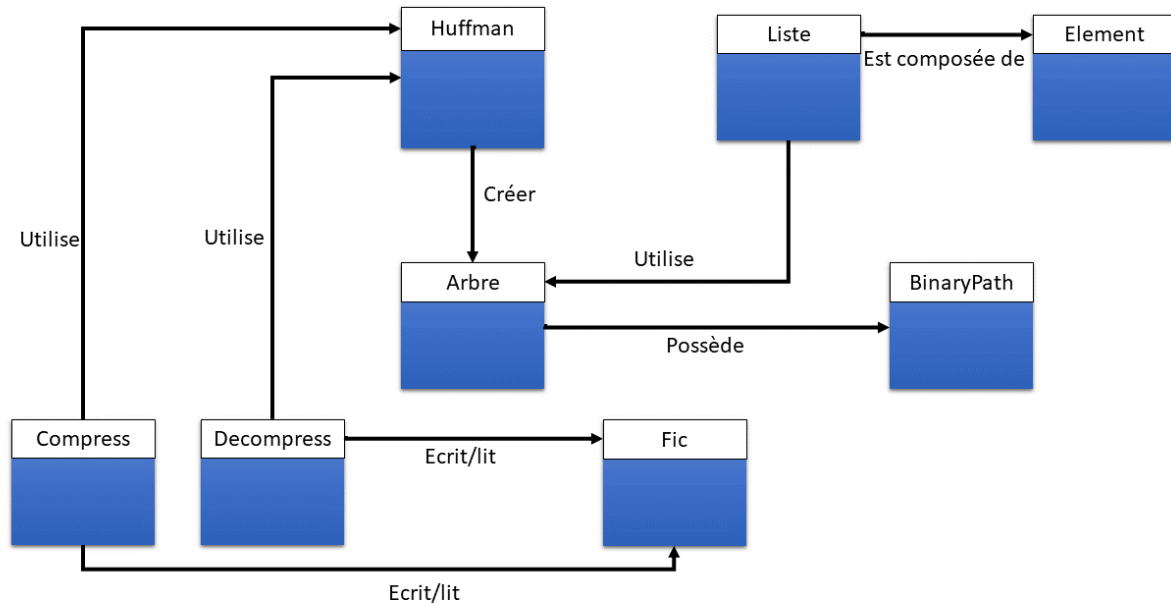 Huffman
Liste
Element
Est composée de
Créer
Utilise
Utilise
Utilise
Arbre
BinaryPath
Possède
Compress
Decompress
Fic
Ecrit/lit
Ecrit/lit